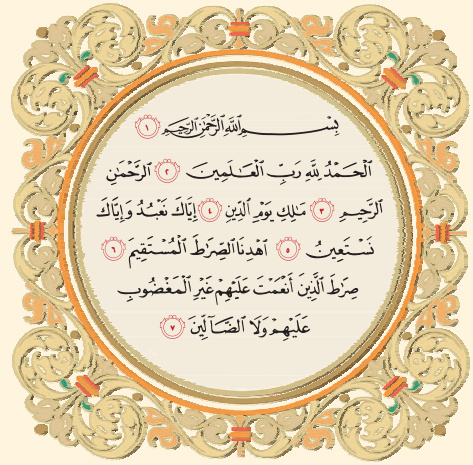 بِسْمِ ٱللَّهِ ٱلرَّحْمَٰنِ ٱلرَّحِيمِ ١
ٱلْحَمْدُ لِلَّهِ رَبِّ ٱلْعَٰلَمِينَ ٢ ٱلرَّحْمَٰنِ
ٱلرَّحِيمِ ٣ مَٰلِكِ يَوْمِ ٱلدِّينِ ٤ إِيَّاكَ نَعْبُدُ وَإِيَّاكَ
نَسْتَعِينُ ٥ ٱهْدِنَا ٱلصِّرَٰطَ ٱلْمُسْتَقِيمَ ٦
صِرَٰطَ ٱلَّذِينَ أَنْعَمْتَ عَلَيْهِمْ غَيْرِ ٱلْمَغْضُوبِ
عَلَيْهِمْ وَلَا ٱلضَّآلِّينَ ٧